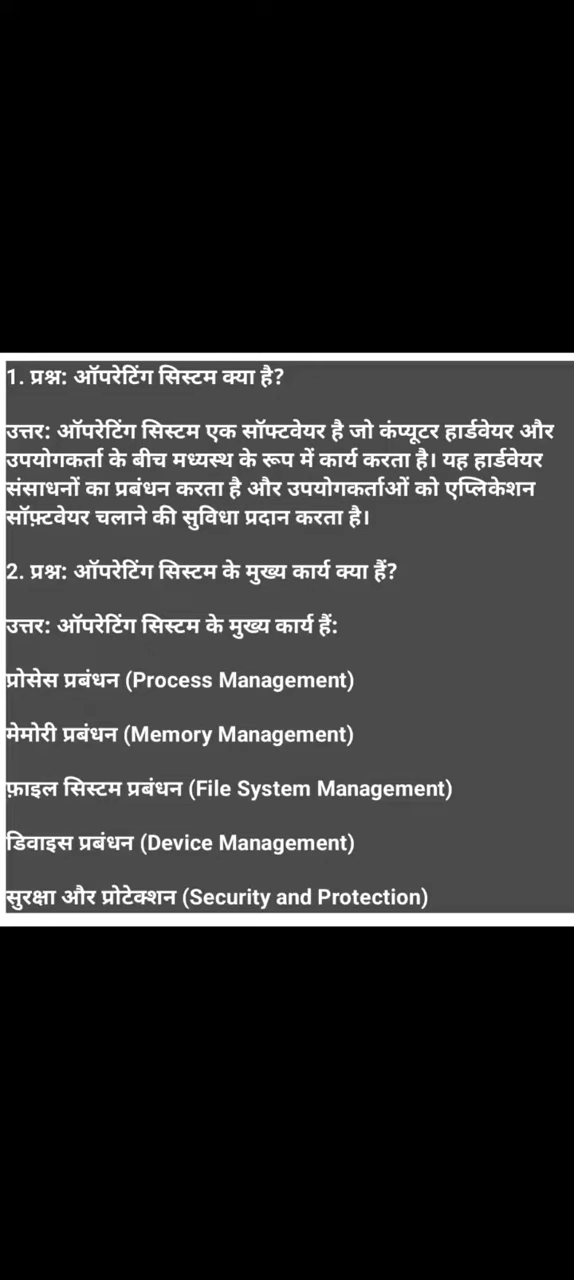 1. प्रश्न: ऑपरेटिंग सिस्टम क्या है?
उत्तर: ऑपरेटिंग सिस्टम एक सॉफ्टवेयर है जो कंप्यूटर हार्डवेयर और
उपयोगकर्ता के बीच मध्यस्थ के रूप में कार्य करता है। यह हार्डवेयर
संसाधनों का प्रबंधन करता है और उपयोगकर्ताओं को एप्लिकेशन
सॉफ़्टवेयर चलाने की सुविधा प्रदान करता है।
2. प्रश्न: ऑपरेटिंग सिस्टम के मुख्य कार्य क्या हैं?
उत्तर: ऑपरेटिंग सिस्टम के मुख्य कार्य हैं:
प्रोसेस प्रबंधन (Process Management)
मेमोरी प्रबंधन (Memory Management)
फ़ाइल सिस्टम प्रबंधन (File System Management)
डिवाइस प्रबंधन (Device Management)
सुरक्षा और प्रोटेक्शन (Security and Protection)